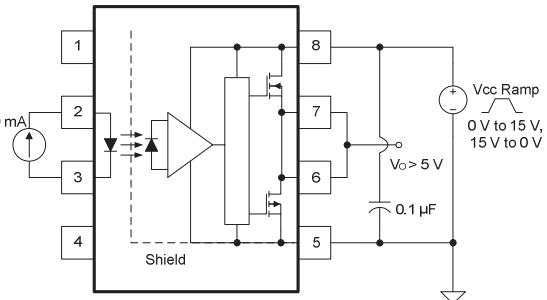 1
8
Vcc Ramp
0 V to 15 V,
15 V to 0 V
+
–
mA
2
7
VO > 5 V
3
6
0.1 µF
4
5
Shield